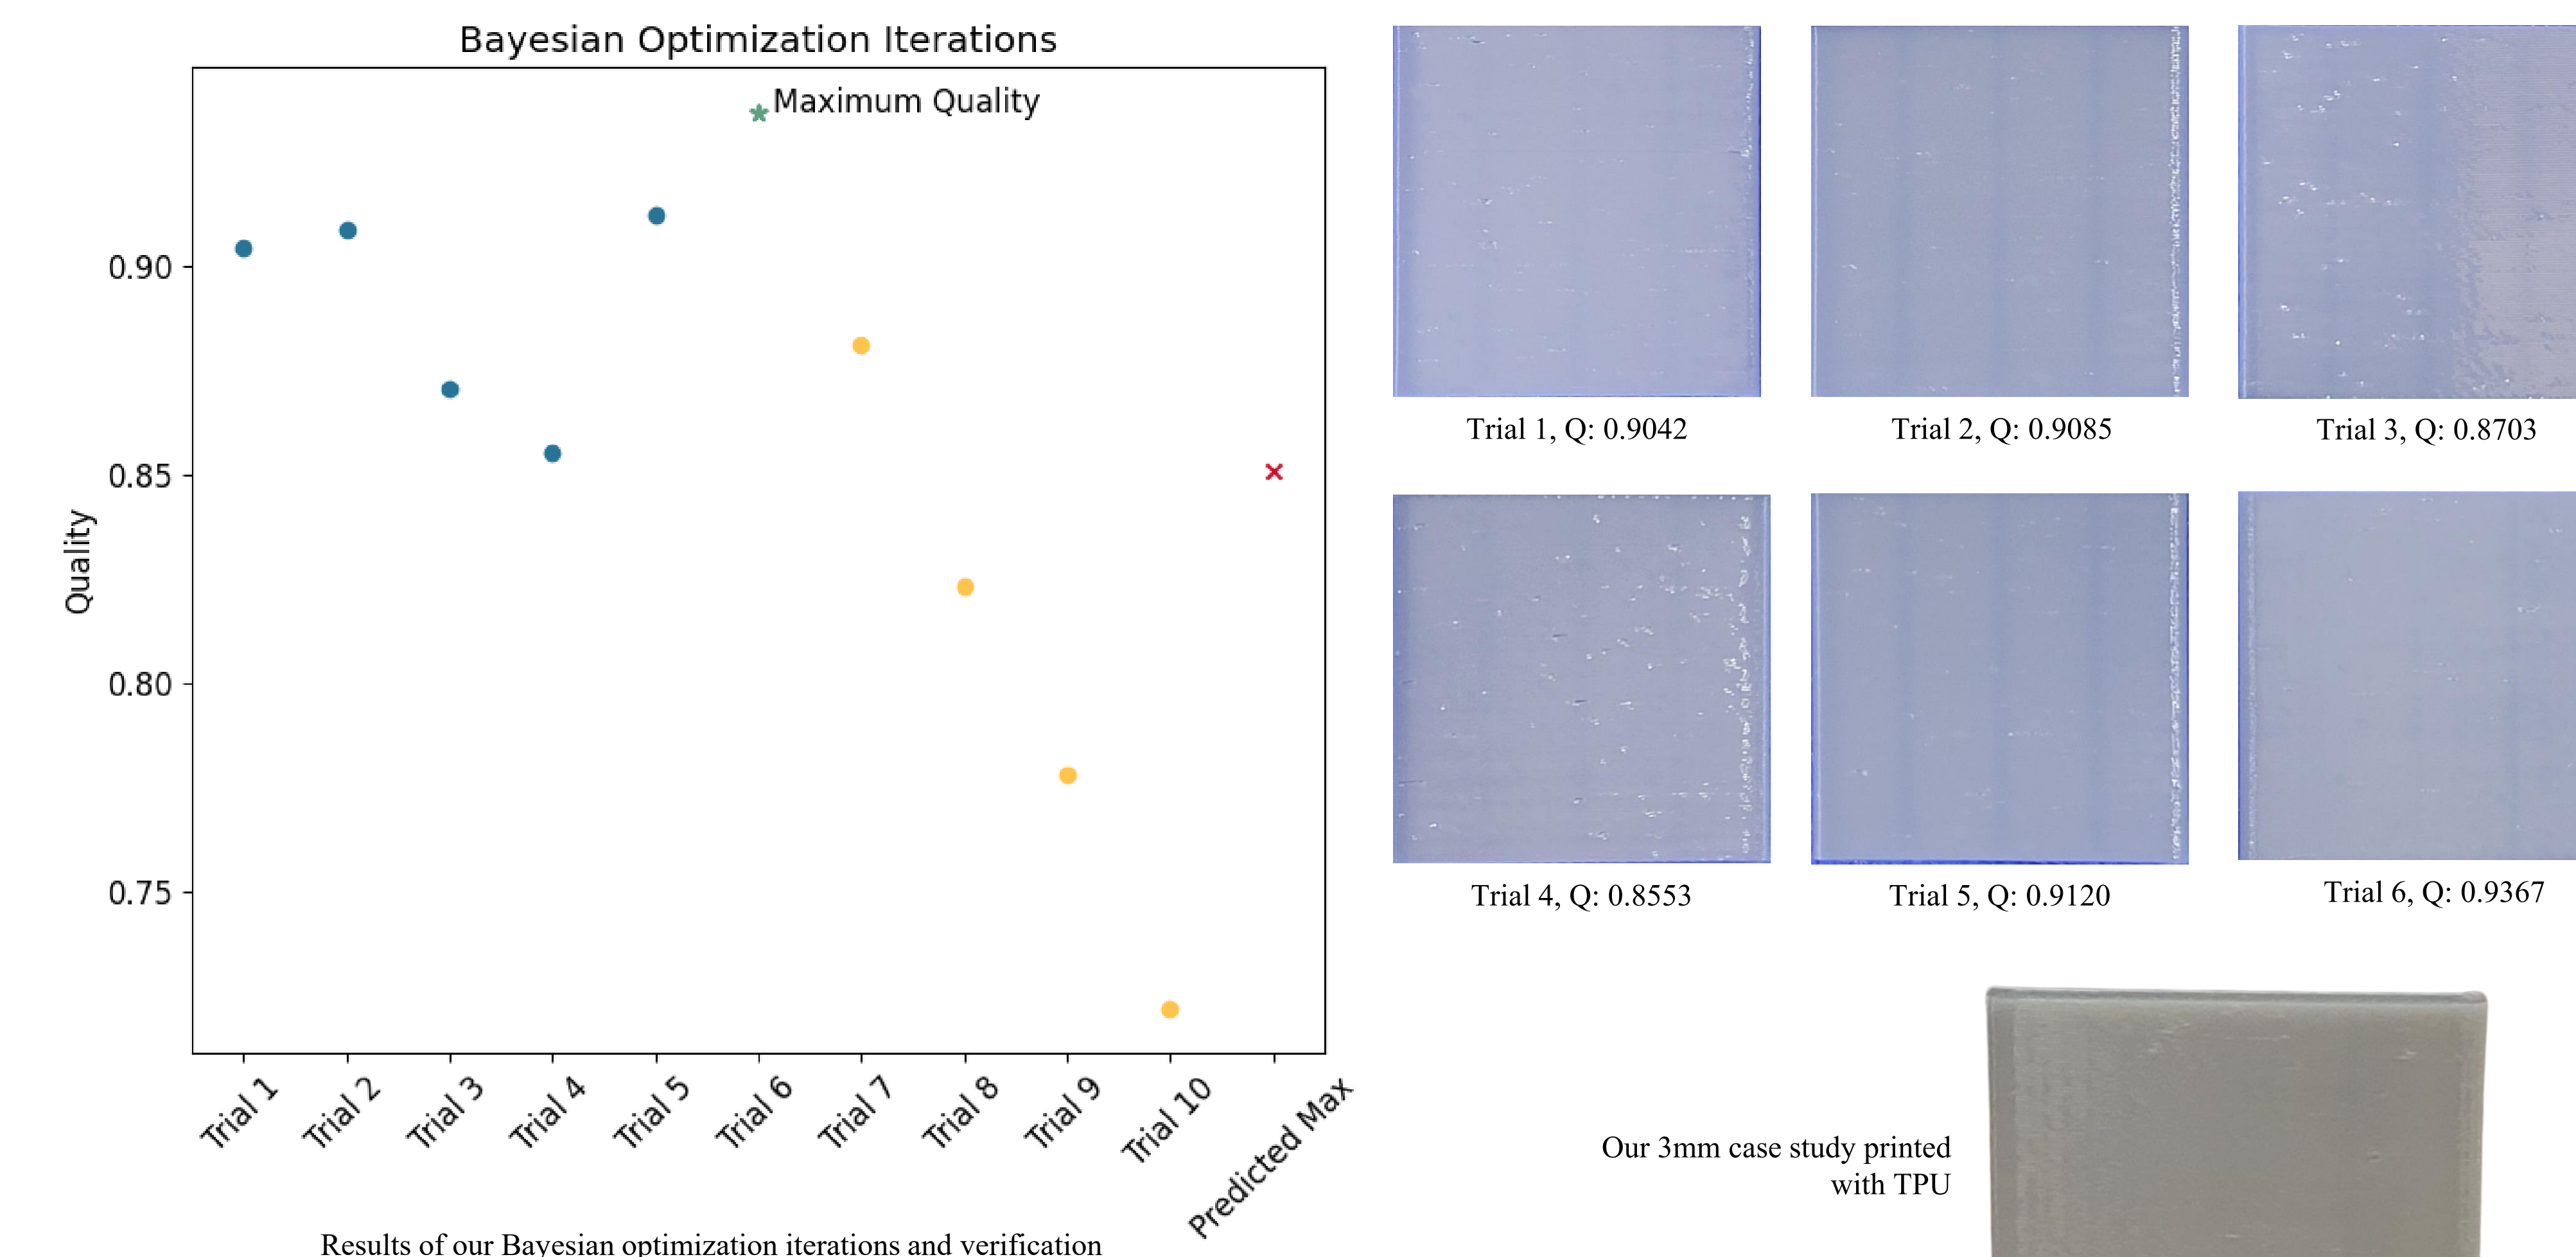 Bayesian Optimization Iterations
Maximum Quality
Quality
0.90
0.85
0.80
0.75
Trial 1
Trial 2
Trial 3
Trial 4
Trial 5
Trial 6
Trial 7
Trial 8
Trial 9
Trial 10
Predicted Max
Results of our Bayesian optimization iterations and verification
Trial 1, Q: 0.9042
Trial 2, Q: 0.9085
Trial 3, Q: 0.8703
Trial 4, Q: 0.8553
Trial 5, Q: 0.9120
Trial 6, Q: 0.9367
Our 3mm case study printed
with TPU